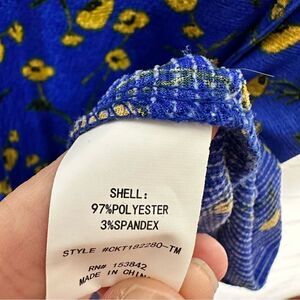 SHELL:
97%POLYESTER
3%SPANDEX
STYLE #CKT182280-TM
RN# 153842
MADE IN CHINA